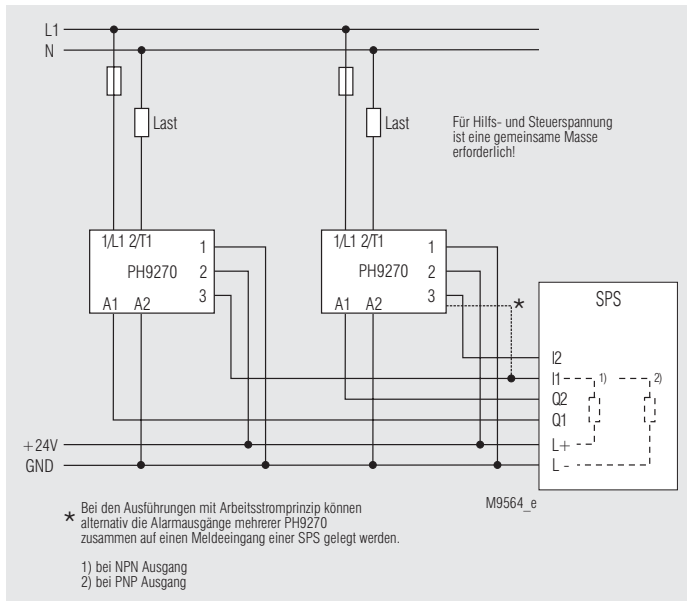 L1
N
Last
Last
Für Hilfs- und Steuerspannung
ist eine gemeinsame Masse
erforderlich!
1/L1 2/T1
1
PH9270
2
3
A1 A2
1/L1 2/T1
1
PH9270
2
3
A1 A2
*
SPS
I2
I1
1)
2)
Q2
Q1
+24V
L+
GND
L -
M9564_e
* Bei den Ausführungen mit Arbeitsstromprinzip können
alternativ die Alarmausgänge mehrerer PH9270
zusammen auf einen Meldeeingang einer SPS gelegt werden.
1) bei NPN Ausgang
2) bei PNP Ausgang